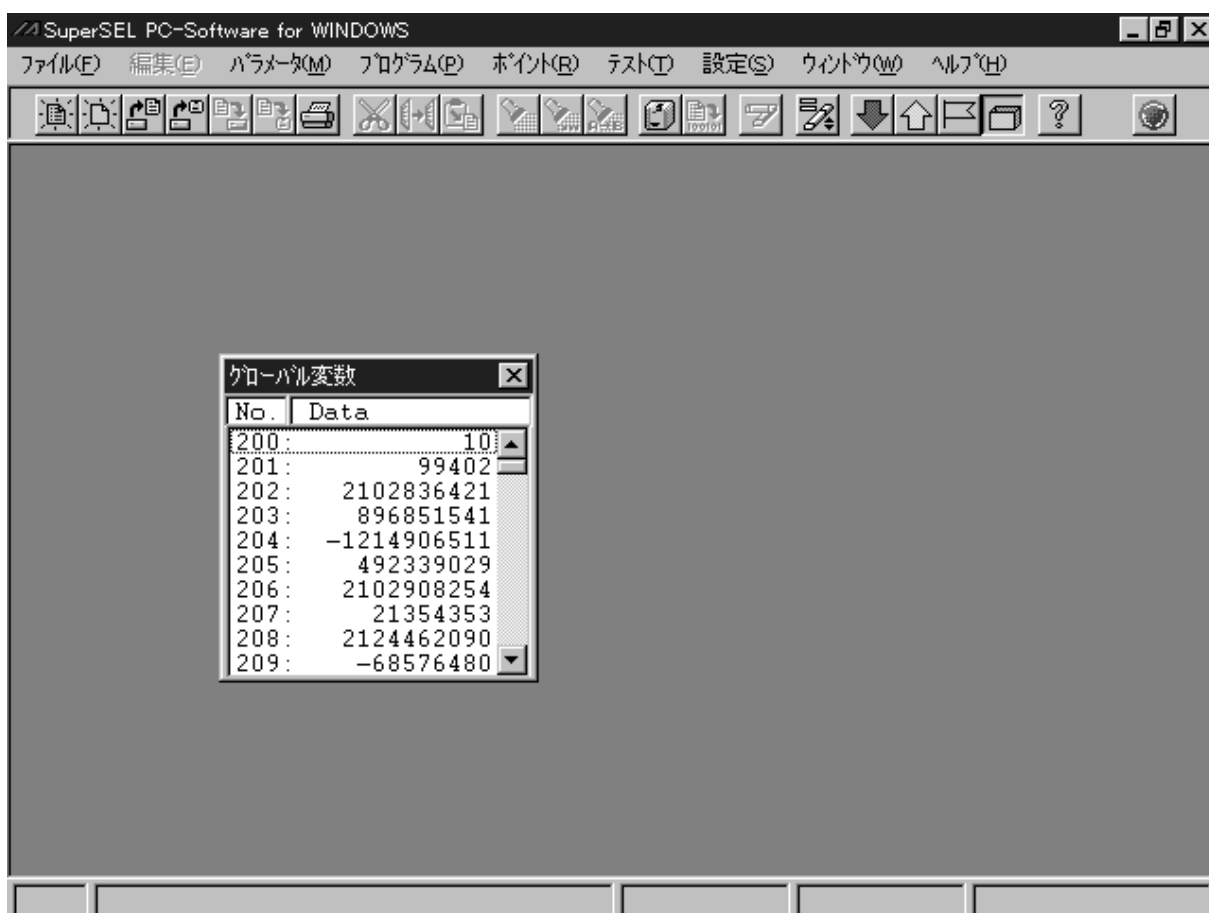 SuperSEL PC-Software for WINDOWS
ﾌｧｲﾙ(F) 編集(E) ﾊﾟﾗﾒｰﾀ(M) ﾌﾟﾛｸﾞﾗﾑ(P) ﾎﾟｲﾝﾄ(R) ﾃｽﾄ(T) 設定(S) ｳｨﾝﾄﾞｳ(W) ﾍﾙﾌﾟ(H)
ｸﾞﾛｰﾊﾞﾙ変数
No. Data
200: 10
201: 99402
202: 2102836421
203: 896851541
204: -1214906511
205: 492339029
206: 2102908254
207: 21354353
208: 2124462090
209: -68576480